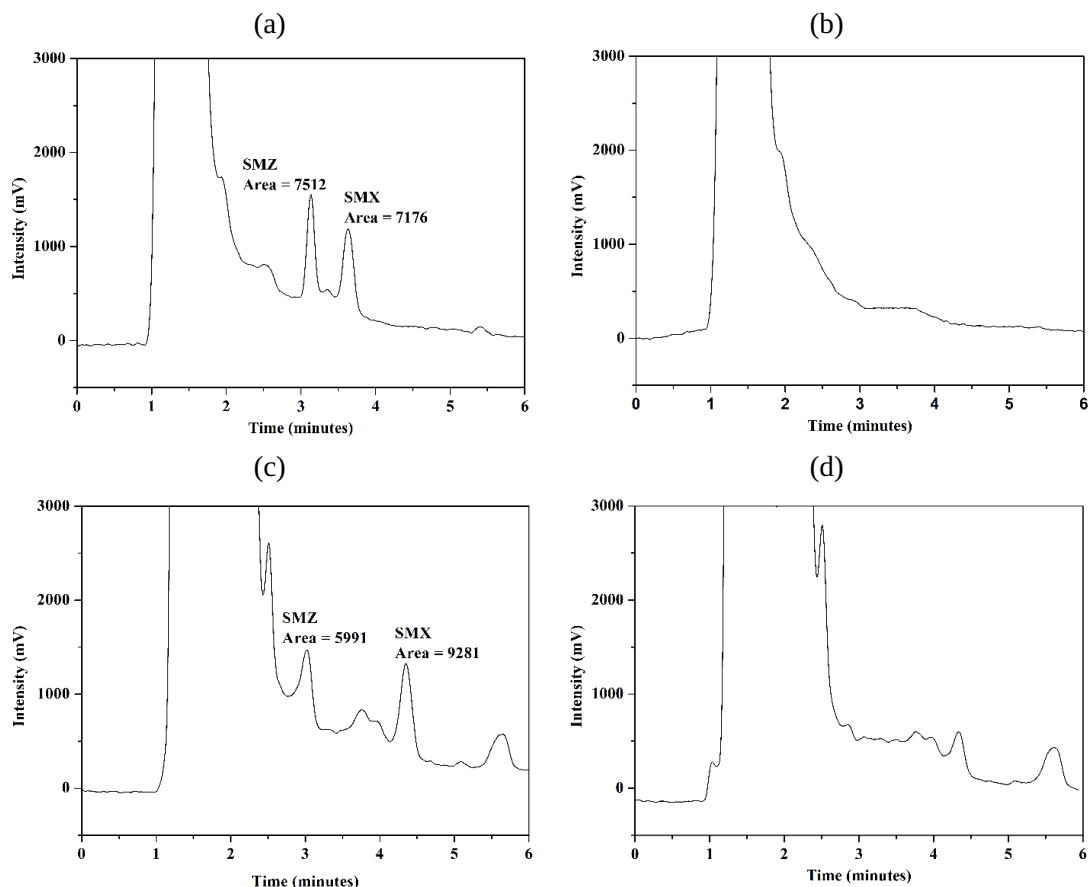 (a)
3000
2000
1000
0
Intensity (mV)
SMZ
Area = 7512
SMX
Area = 7176
0 1 2 3 4 5 6
Time (minutes)
(b)
3000
2000
1000
0
Intensity (mV)
0 1 2 3 4 5 6
Time (minutes)
(c)
3000
2000
1000
0
Intensity (mV)
SMZ
Area = 5991
SMX
Area = 9281
0 1 2 3 4 5 6
Time (minutes)
(d)
3000
2000
1000
0
Intensity (mV)
0 1 2 3 4 5 6
Time (minutes)